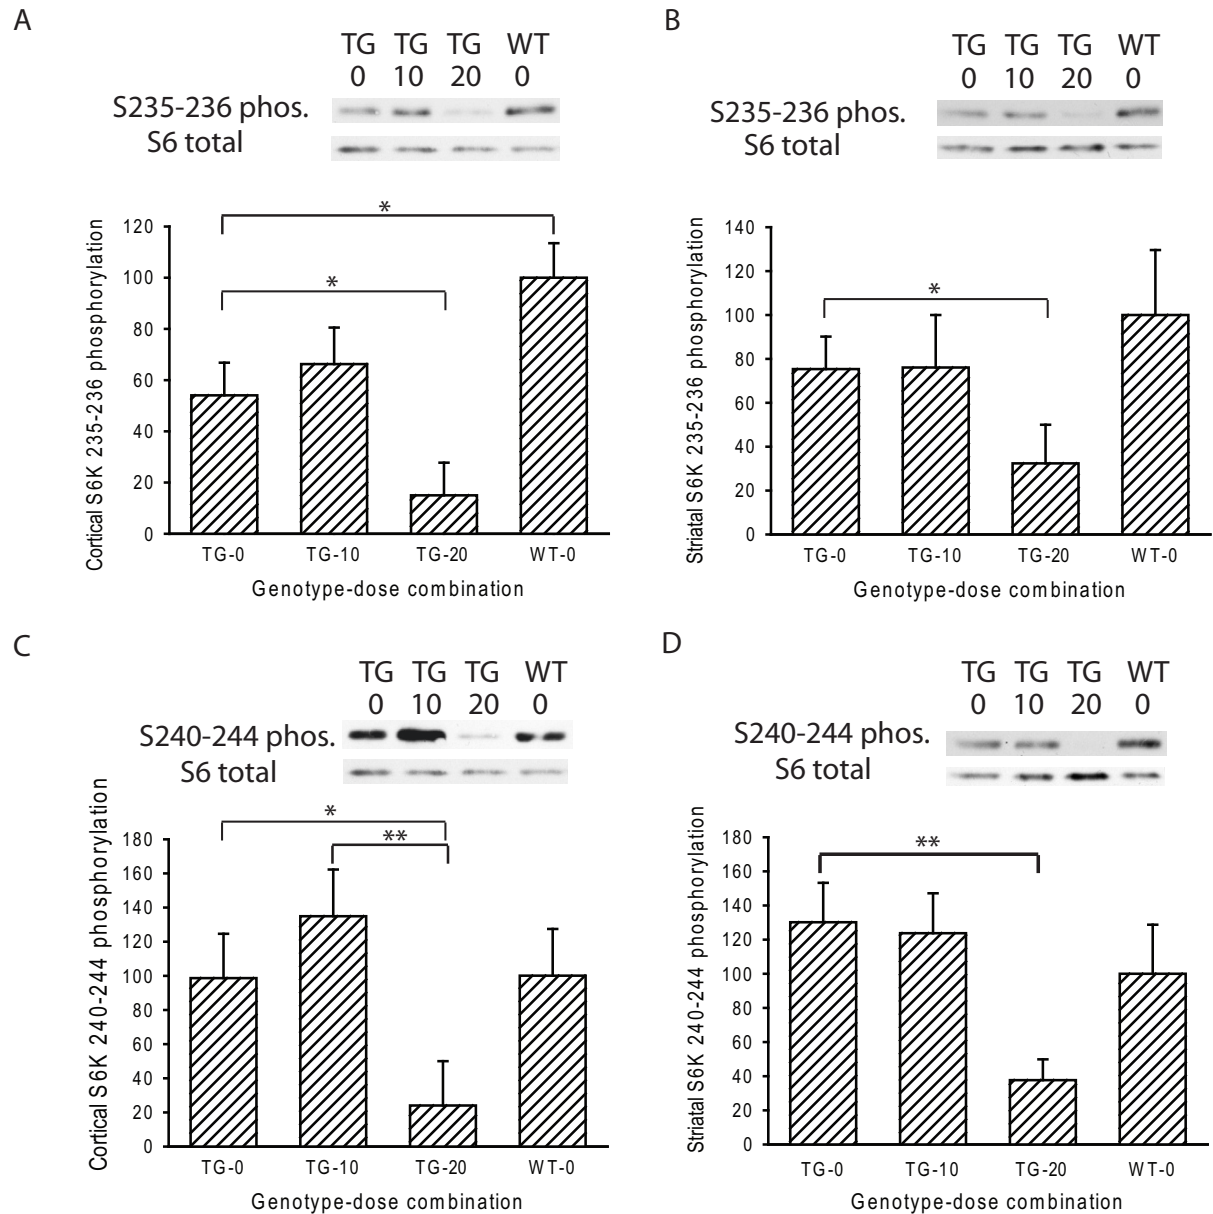 A
TG TG TG WT
0 10 20 0
S235-236 phos.
S6 total
*
*
Cortical S6K 235-236 phosphorylation
120
100
80
60
40
20
0
TG-0 TG-10 TG-20 WT-0
Genotype-dose combination
B
TG TG TG WT
0 10 20 0
S235-236 phos.
S6 total
*
Striatal S6K 235-236 phosphorylation
140
120
100
80
60
40
20
0
TG-0 TG-10 TG-20 WT-0
Genotype-dose combination
C
TG TG TG WT
0 10 20 0
S240-244 phos.
S6 total
*
**
Cortical S6K 240-244 phosphorylation
180
160
140
120
100
80
60
40
20
0
TG-0 TG-10 TG-20 WT-0
Genotype-dose combination
D
TG TG TG WT
0 10 20 0
S240-244 phos.
S6 total
**
Striatal S6K 240-244 phosphorylation
180
160
140
120
100
80
60
40
20
0
TG-0 TG-10 TG-20 WT-0
Genotype-dose combination